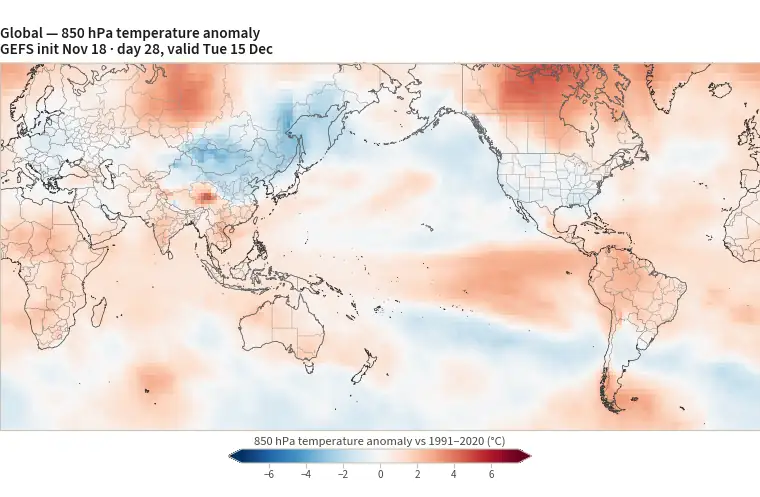 Global — 850 hPa temperature anomaly
GEFS init Nov 18 · day 28, valid Tue 15 Dec
850 hPa temperature anomaly vs 1991–2020 (°C)
−6 −4 −2 0 2 4 6